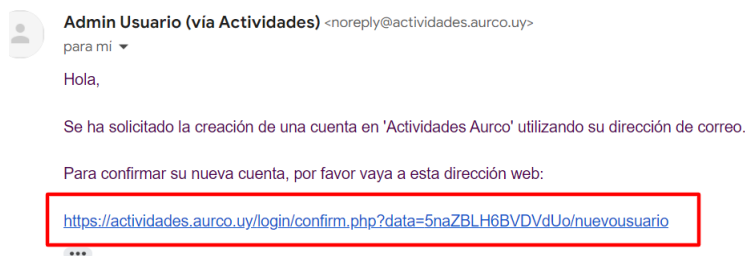 Admin Usuario (vía Actividades) <noreply@actividades.aurco.uy>
para mi
Hola,
Se ha solicitado la creación de una cuenta en 'Actividades Aurco' utilizando su dirección de correo.
Para confirmar su nueva cuenta, por favor vaya a esta dirección web:
https://actividades.aurco.uy/login/confirm.php?data=5naZBLH6BVDVdUo/nuevousuario